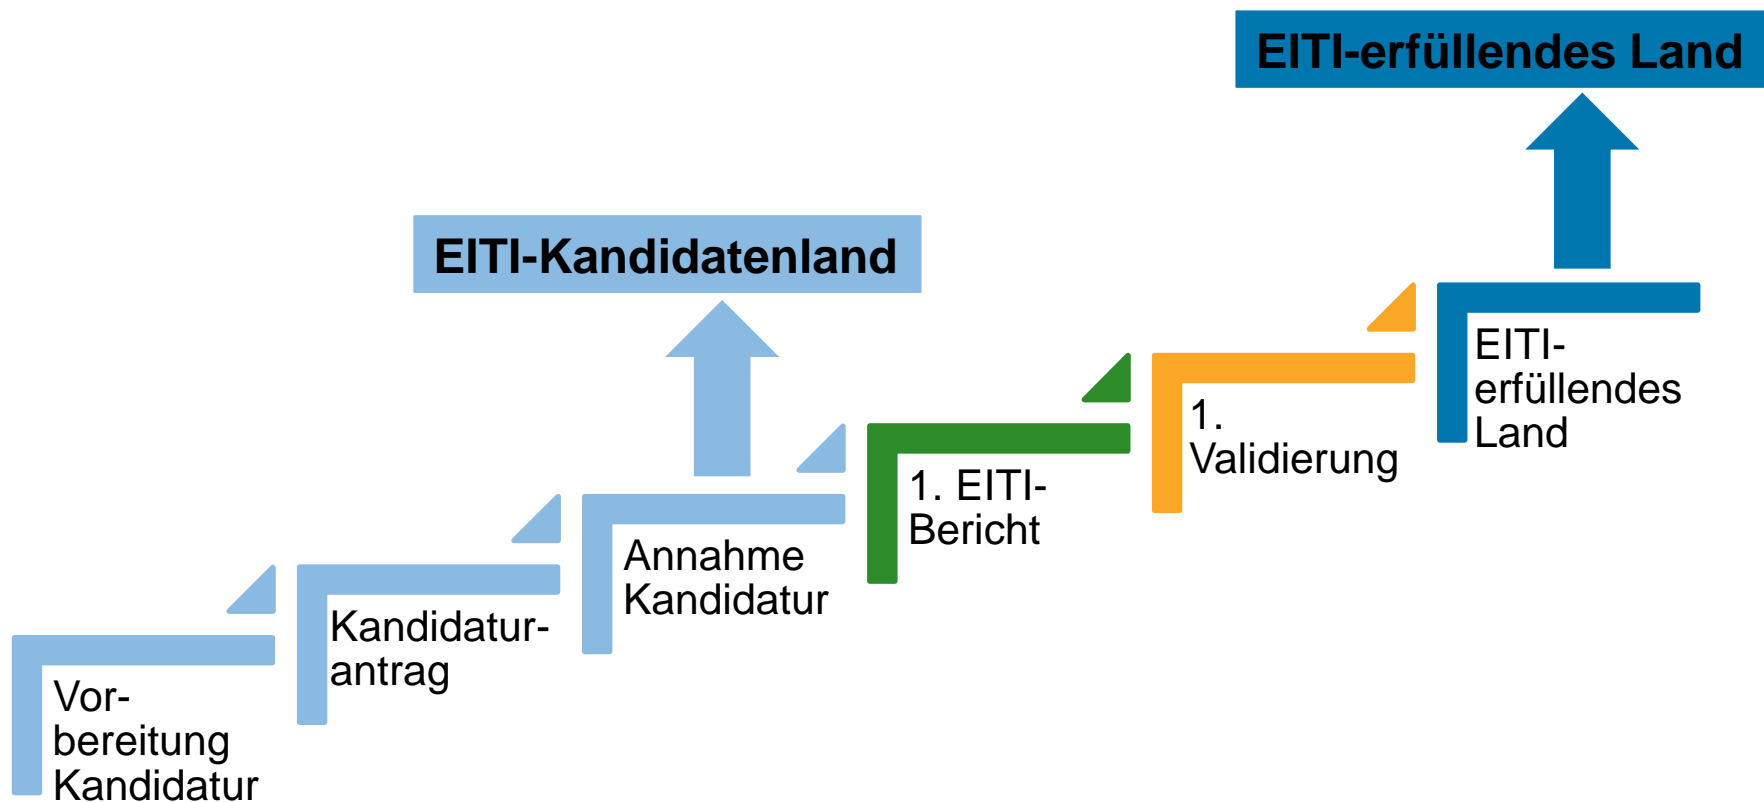 EITI-erfüllendes Land
EITI-Kandidatenland
Vor-
bereitung
Kandidatur
Kandidatur-
antrag
Annahme
Kandidatur
1. EITI-
Bericht
1.
Validierung
EITI-
erfüllendes
Land